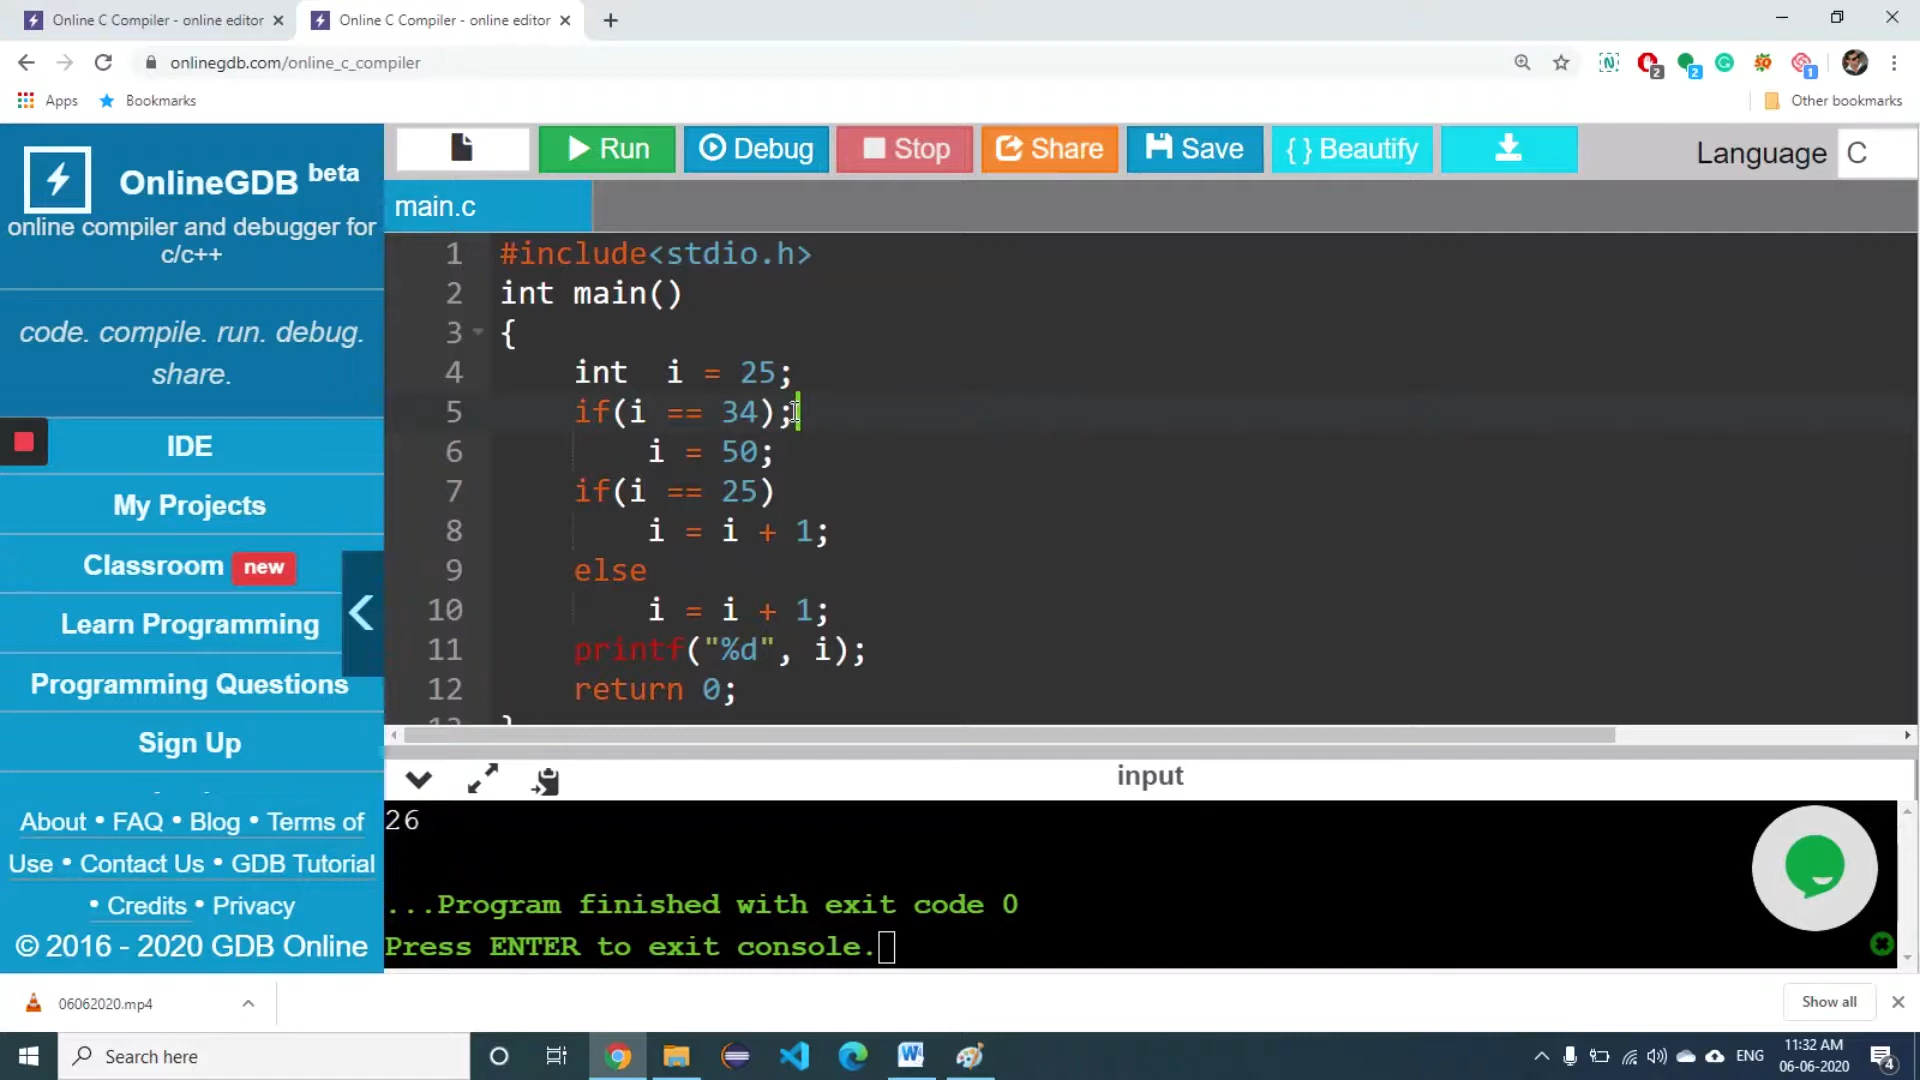 Online C Compiler - online editor
Online C Compiler - online editor
onlinegdb.com/online_c_compiler
2
2
1
Apps
Bookmarks
Other bookmarks
OnlineGDB beta
online compiler and debugger for
c/c++
code. compile. run. debug.
share.
IDE
My Projects
Classroom new
Learn Programming
Programming Questions
Sign Up
About • FAQ • Blog • Terms of
Use • Contact Us • GDB Tutorial
• Credits • Privacy
© 2016 - 2020 GDB Online
Run
Debug
Stop
Share
Save
{ } Beautify
Language C
main.c
1 #include<stdio.h>
2 int main()
3 {
4 int  i = 25;
5 if(i == 34);
6 i = 50;
7 if(i == 25)
8 i = i + 1;
9 else
10 i = i + 1;
11 printf("%d", i);
12 return 0;
13 }
input
26
...Program finished with exit code 0
Press ENTER to exit console.
06062020.mp4
Show all
Search here
ENG
11:32 AM
06-06-2020
4